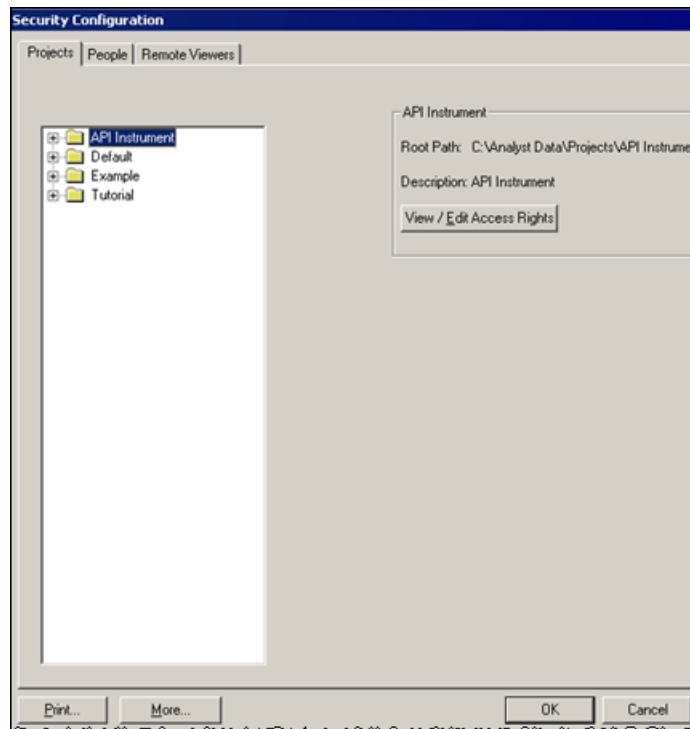 Security Configuration
Projects People Remote Viewers
API Instrument
Default
Example
Tutorial
API Instrument
Root Path: C:\Analyst Data\Projects\API Instrume
Description: API Instrument
View / Edit Access Rights
Print... More... OK Cancel